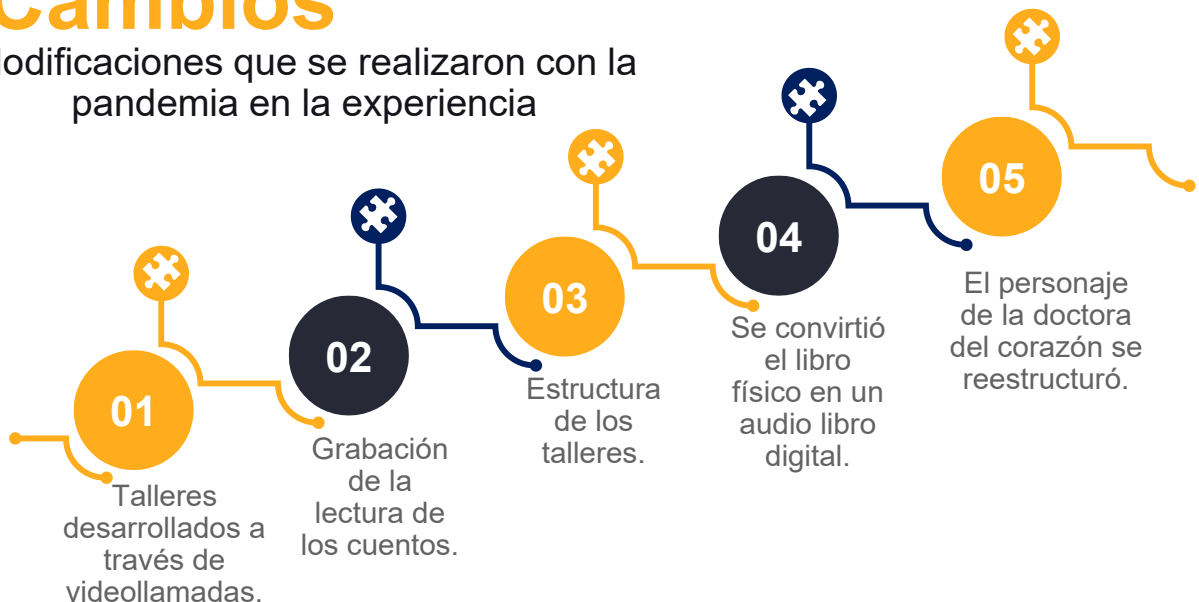 Cambios
Modificaciones que se realizaron con la
pandemia en la experiencia
01
Talleres
desarrollados a
través de
videollamadas.
02
Grabación
de la
lectura de
los cuentos.
03
Estructura
de los
talleres.
04
Se convirtió
el libro
físico en un
audio libro
digital.
05
El personaje
de la doctora
del corazón se
reestructuró.